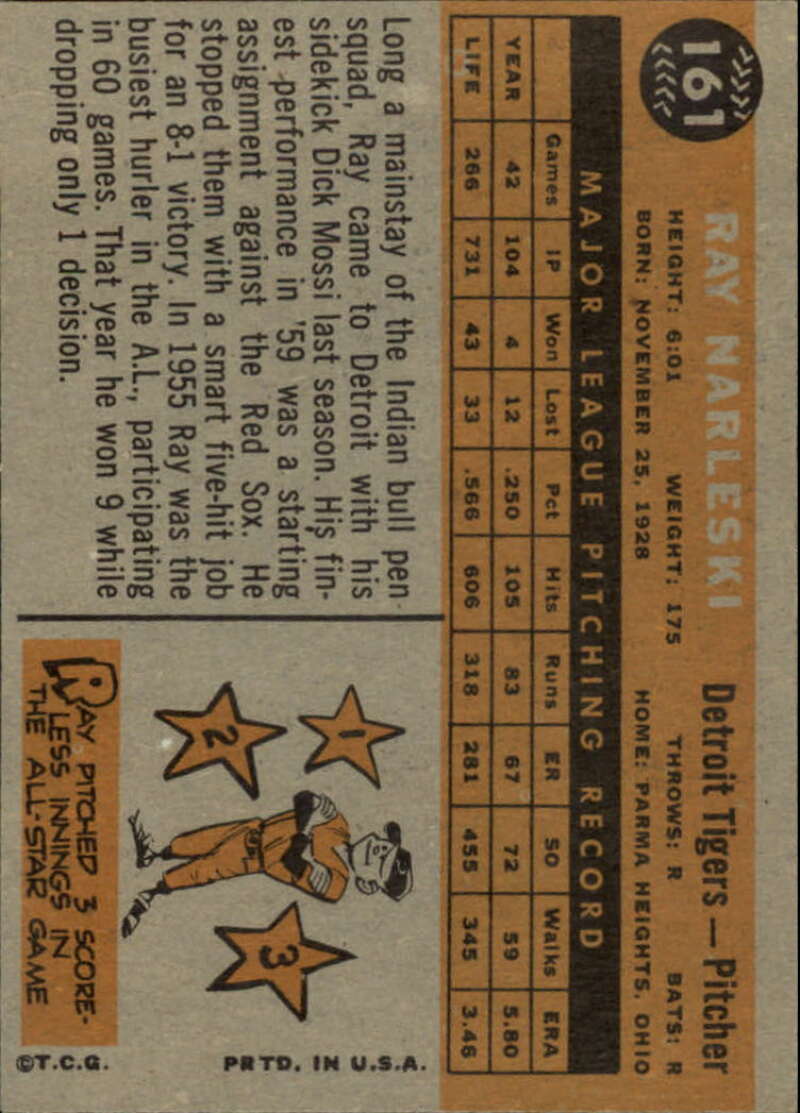 161
RAY NARLESKI Detroit Tigers — Pitcher
HEIGHT: 6:01 WEIGHT: 175 THROWS: R BATS: R
BORN: NOVEMBER 25, 1928 HOME: PARMA HEIGHTS, OHIO
MAJOR LEAGUE PITCHING RECORD
Games IP Won Lost Pct Hits Runs ER SO Walks ERA
YEAR 42 104 4 12 .250 105 83 67 72 59 5.80
LIFE 266 731 43 33 .566 606 318 281 455 345 3.46
Long a mainstay of the Indian bull pen
squad, Ray came to Detroit with his
sidekick Dick Mossi last season. His fin-
est performance in '59 was a starting
assignment against the Red Sox. He
stopped them with a smart five-hit job
for an 8-1 victory. In 1955 Ray was the
busiest hurler in the A.L., participating
in 60 games. That year he won 9 while
dropping only 1 decision.
1
2
3
RAY PITCHED 3 SCORE-
LESS INNINGS IN
THE ALL-STAR GAME
©T.C.G. PRTD. IN U.S.A.